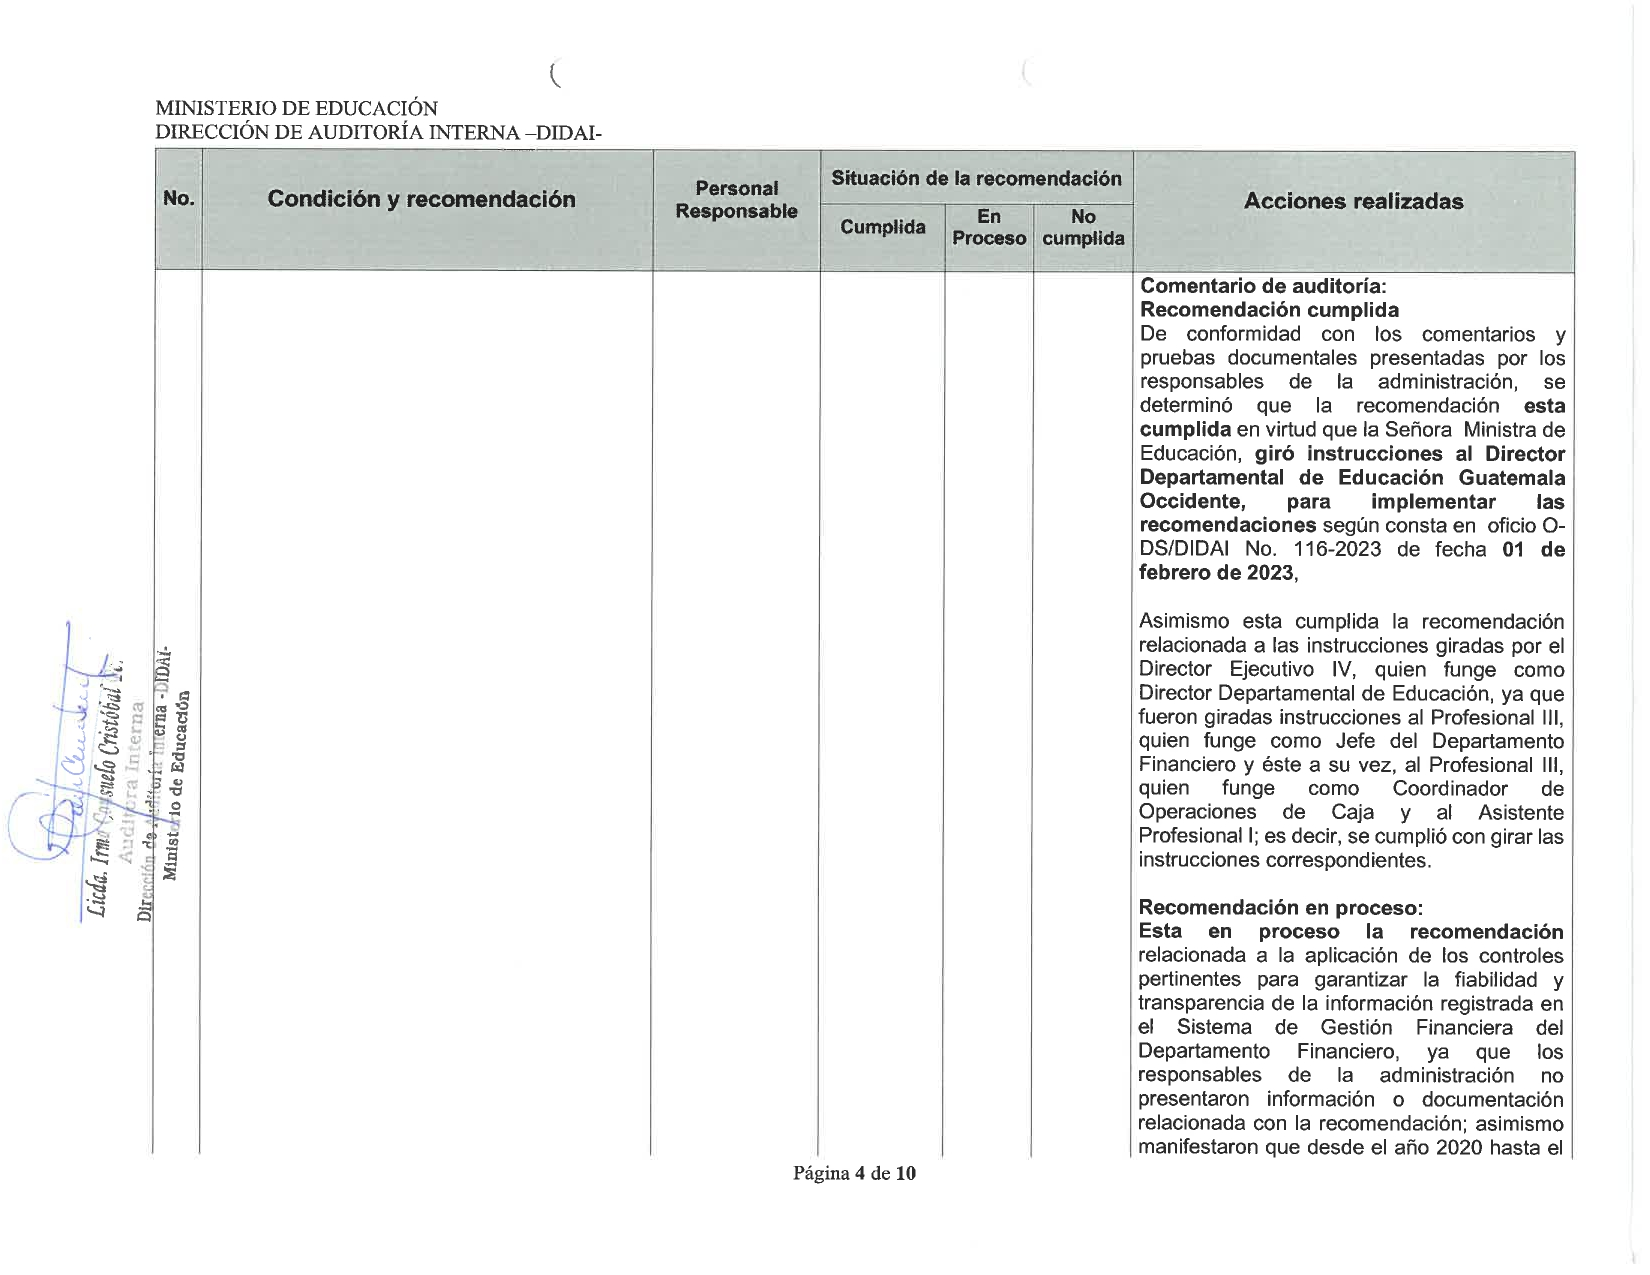 MINISTERIO DE EDUCACIÓN
DIRECCIÓN DE AUDITORÍA INTERNA –DIDAI-
No.
Condición y recomendación
Personal
Responsable
Situación de la recomendación
Cumplida
En
Proceso
No
cumplida
Acciones realizadas
Comentario de auditoría:
Recomendación cumplida
De conformidad con los comentarios y
pruebas documentales presentadas por los
responsables de la administración, se
determinó que la recomendación esta
cumplida en virtud que la Señora Ministra de
Educación, giró instrucciones al Director
Departamental de Educación Guatemala
Occidente, para implementar las
recomendaciones según consta en oficio O-
DS/DIDAI No. 116-2023 de fecha 01 de
febrero de 2023,
Asimismo esta cumplida la recomendación
relacionada a las instrucciones giradas por el
Director Ejecutivo IV, quien funge como
Director Departamental de Educación, ya que
fueron giradas instrucciones al Profesional III,
quien funge como Jefe del Departamento
Financiero y éste a su vez, al Profesional III,
quien funge como Coordinador de
Operaciones de Caja y al Asistente
Profesional I; es decir, se cumplió con girar las
instrucciones correspondientes.
Recomendación en proceso:
Esta en proceso la recomendación
relacionada a la aplicación de los controles
pertinentes para garantizar la fiabilidad y
transparencia de la información registrada en
el Sistema de Gestión Financiera del
Departamento Financiero, ya que los
responsables de la administración no
presentaron información o documentación
relacionada con la recomendación; asimismo
manifestaron que desde el año 2020 hasta el
Licda. Irma Consuelo Cristóbal
Auditora Interna
Dirección de Auditoría Interna -DIDAI-
Ministerio de Educación
Página 4 de 10